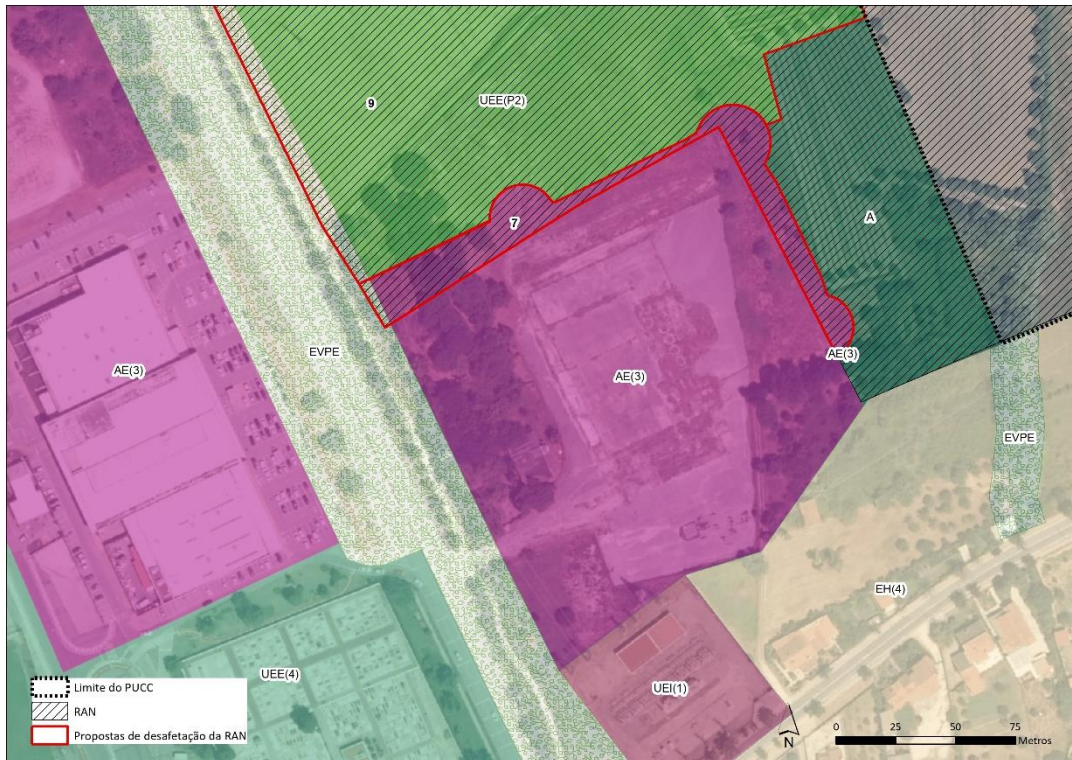 9
UEE(P2)
7
A
EVPE
AE(3)
AE(3)
AE(3)
EVPE
EH(4)
UEE(4)
UEI(1)
Limite do PUCC
RAN
Propostas de desafetação da RAN
N
0 25 50 75
Metros